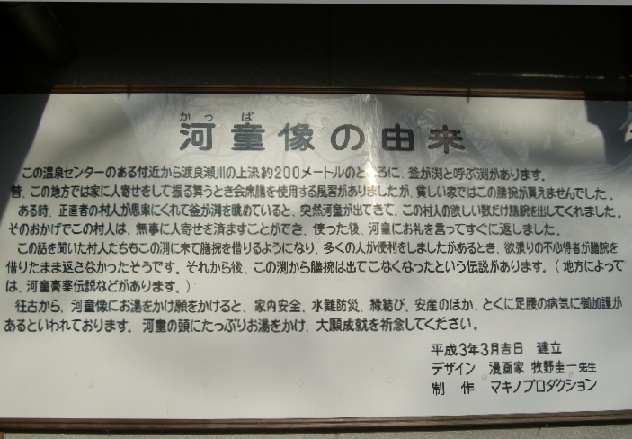 かっぱ
河童像の由来
この温泉センターのある付近から渡良瀬川の上流約200メートルのところに、釜が渕と呼ぶ渕があります。
昔、この地方では家に人寄せをして振る舞うとき会席膳を使用する風習がありましたが、貧しい家ではこの膳椀が買えませんでした。
ある時、正直者の村人が思案にくれて釜が渕を眺めていると、突然河童が出てきて、この村人の欲しい数だけ膳椀を出してくれました。
そのおかげでこの村人は、無事に人寄せを済ますことができ、使った後、河童にお礼を言ってすぐに返しました。
この話を聞いた村人たちもこの渕に来て膳椀を借りるようになり、多くの人が便利をしましたがあるとき、欲張りの不心得者が膳椀を
借りたまま返さなかったそうです。それから後、この渕から膳椀は出てこなくなったという伝説があります。(地方によって
は、河童膏薬伝説などがあります。)
往古から、河童像にお湯をかけ願をかけると、家内安全、水難防災、縁結び、安産のほか、とくに足腰の病気に御加護が
あるといわれております。河童の頭にたっぷりお湯をかけ、大願成就を祈念してください。
平成3年3月吉日 建立
デザイン 漫画家 牧野圭一先生
制作 マキノプロダクション